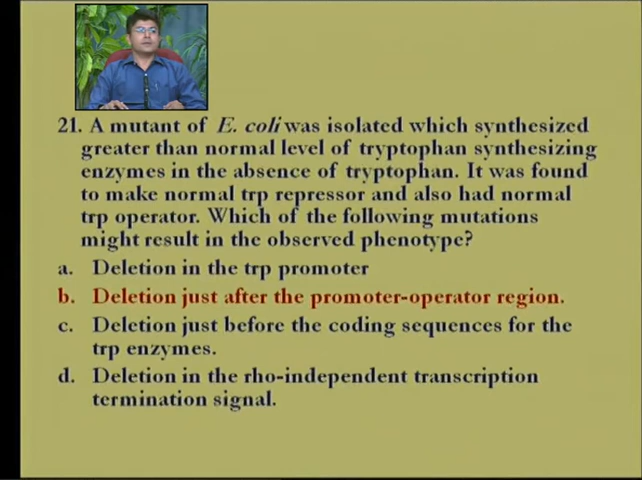 21. A mutant of E. coli was isolated which synthesized
greater than normal level of tryptophan synthesizing
enzymes in the absence of tryptophan. It was found
to make normal trp repressor and also had normal
trp operator. Which of the following mutations
might result in the observed phenotype?
a. Deletion in the trp promoter
b. Deletion just after the promoter-operator region.
c. Deletion just before the coding sequences for the
trp enzymes.
d. Deletion in the rho-independent transcription
termination signal.